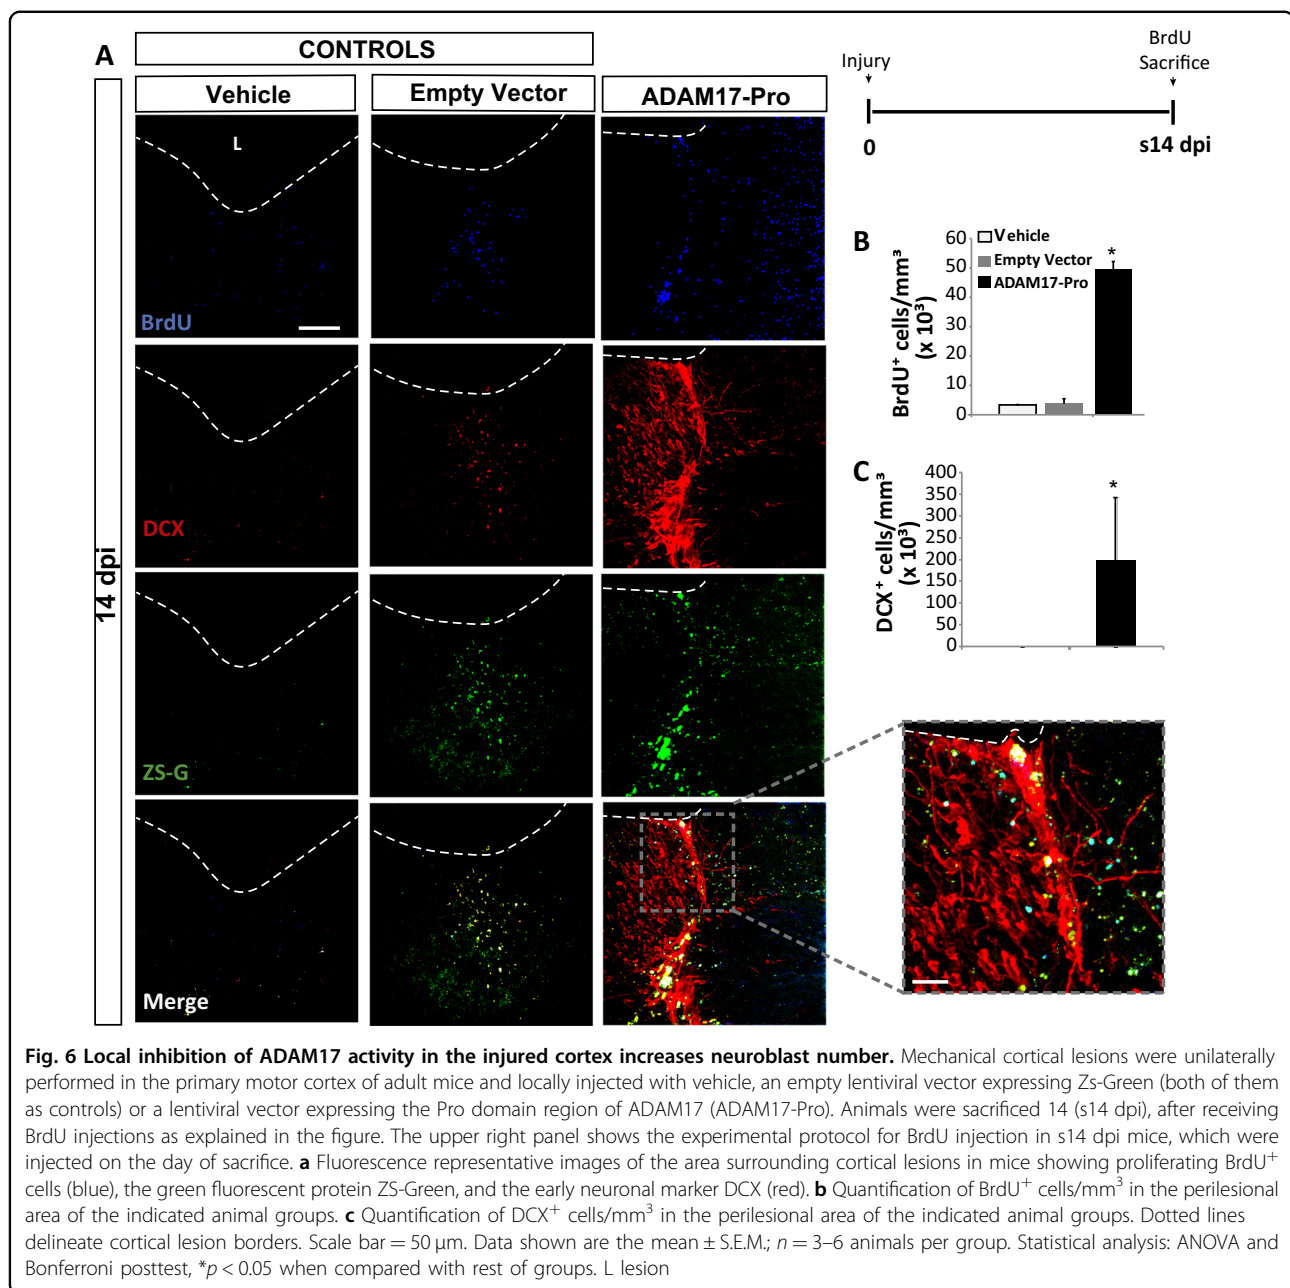 A
CONTROLS
Vehicle
Empty Vector
ADAM17-Pro
14 dpi
L
BrdU
DCX
ZS-G
Merge
Injury
BrdU
Sacrifice
0
s14 dpi
B
BrdU⁺ cells/mm³
(x 10³)
60
50
40
30
20
10
0
Vehicle
Empty Vector
ADAM17-Pro
*
C
DCX⁺ cells/mm³
(x 10³)
400
350
300
250
200
150
100
50
0
*
Fig. 6 Local inhibition of ADAM17 activity in the injured cortex increases neuroblast number. Mechanical cortical lesions were unilaterally
performed in the primary motor cortex of adult mice and locally injected with vehicle, an empty lentiviral vector expressing Zs-Green (both of them
as controls) or a lentiviral vector expressing the Pro domain region of ADAM17 (ADAM17-Pro). Animals were sacrificed 14 (s14 dpi), after receiving
BrdU injections as explained in the figure. The upper right panel shows the experimental protocol for BrdU injection in s14 dpi mice, which were
injected on the day of sacrifice. a Fluorescence representative images of the area surrounding cortical lesions in mice showing proliferating BrdU⁺
cells (blue), the green fluorescent protein ZS-Green, and the early neuronal marker DCX (red). b Quantification of BrdU⁺ cells/mm³ in the perilesional
area of the indicated animal groups. c Quantification of DCX⁺ cells/mm³ in the perilesional area of the indicated animal groups. Dotted lines
delineate cortical lesion borders. Scale bar = 50 µm. Data shown are the mean ± S.E.M.; n = 3–6 animals per group. Statistical analysis: ANOVA and
Bonferroni posttest, *p < 0.05 when compared with rest of groups. L lesion